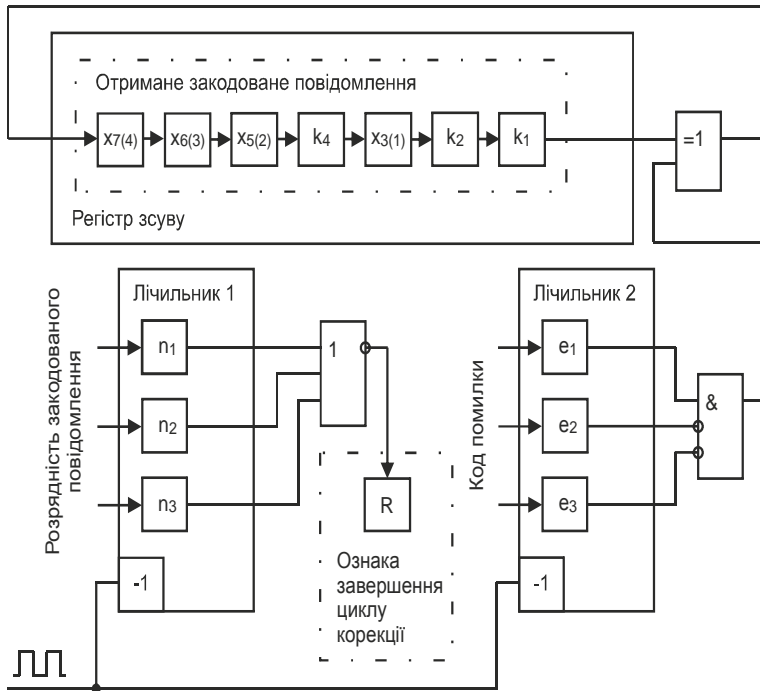 Отримане закодоване повідомлення
x7(4) x6(3) x5(2) k4 x3(1) k2 k1
=1
Регістр зсуву
Розрядність закодованого
повідомлення
Лічильник 1
n1
n2
n3
-1
1
R
Ознака
завершення
циклу
корекції
Код помилки
Лічильник 2
e1
e2
e3
-1
&